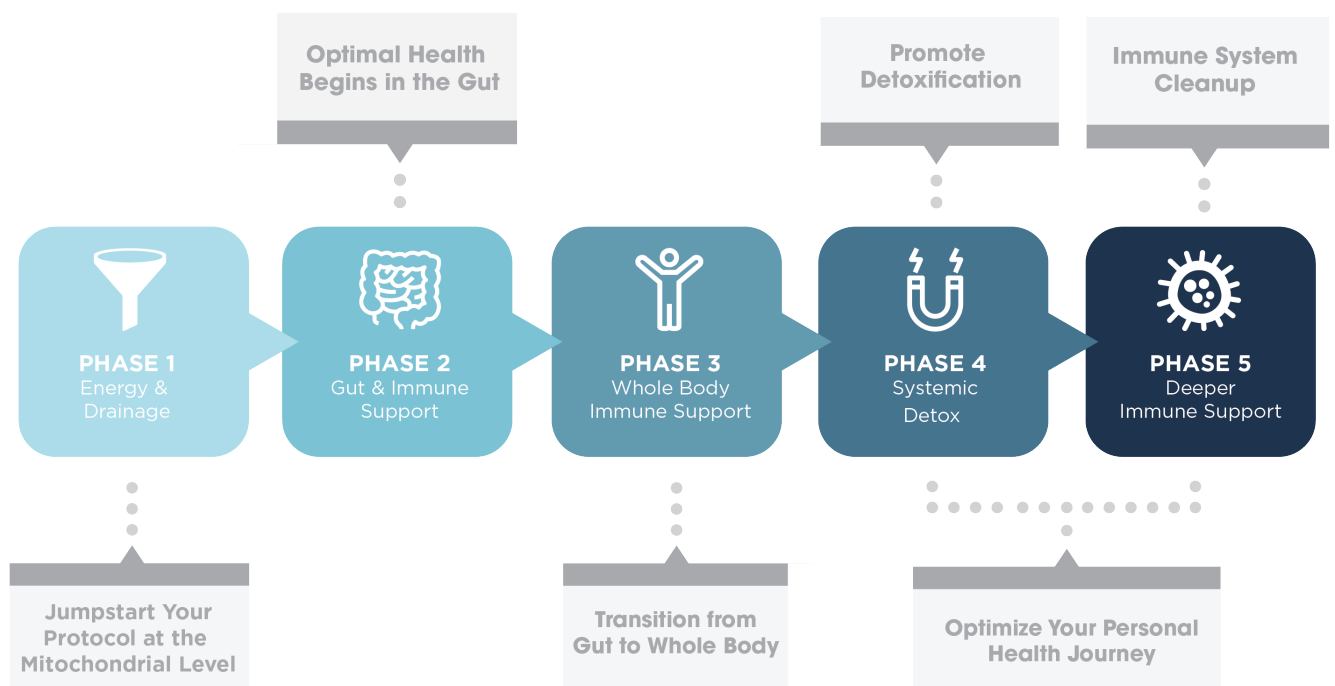 Optimal Health
Begins in the Gut
Promote
Detoxification
Immune System
Cleanup
PHASE 1
Energy &
Drainage
PHASE 2
Gut & Immune
Support
PHASE 3
Whole Body
Immune Support
PHASE 4
Systemic
Detox
PHASE 5
Deeper
Immune Support
Jumpstart Your
Protocol at the
Mitochondrial Level
Transition from
Gut to Whole Body
Optimize Your Personal
Health Journey